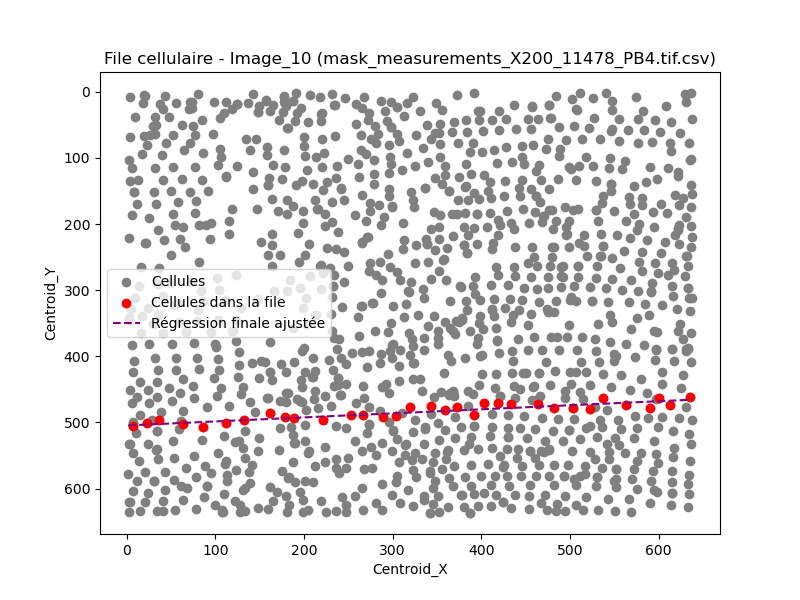 File cellulaire - Image_10 (mask_measurements_X200_11478_PB4.tif.csv)
0
100
200
300
400
500
600
Centroid_Y
Cellules
Cellules dans la file
Régression finale ajustée
0 100 200 300 400 500 600
Centroid_X